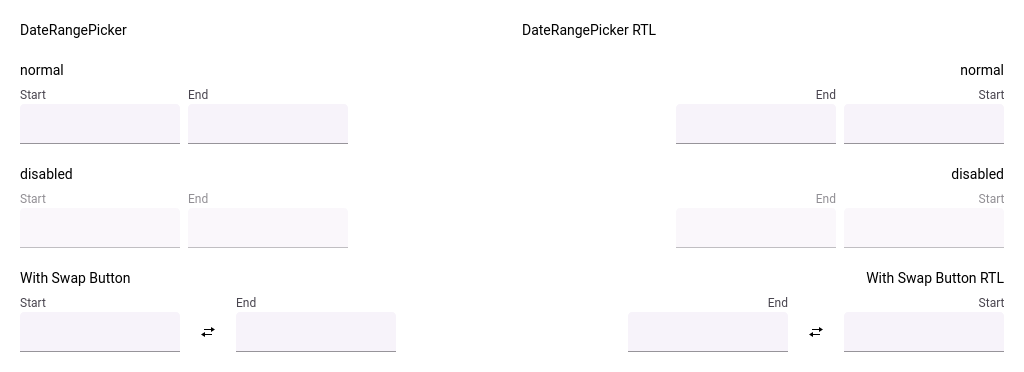 DateRangePicker
normal
Start End
disabled
Start End
With Swap Button
Start End
DateRangePicker RTL
normal
End Start
disabled
End Start
With Swap Button RTL
End Start